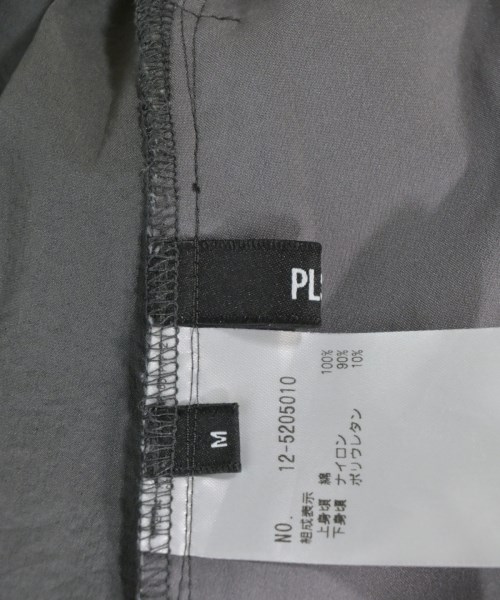 PLS
M
NO. 12-5205010
組成表示
上身頃 綿 100%
下身頃 ナイロン 90%
ポリウレタン 10%